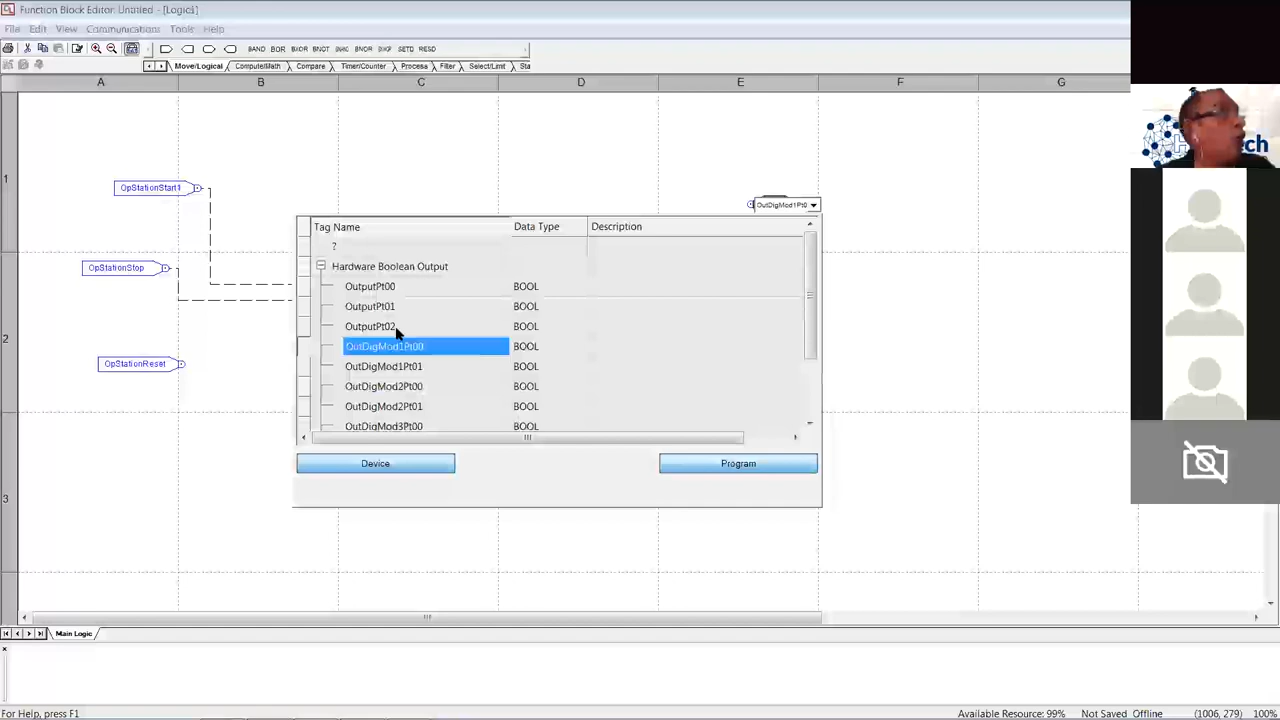 Function Block Editor: Untitled - [Logic1]
File Edit View Communications Tools Help
BAND BOR BXOR BNOT BNOR SETD RESD
Move/Logical Compute/Math Compare Timer/Counter Process Filter Select/Limit Sta
A B C D E F G
1
OpStationStart1
OutDigMod1Pt0
Tag Name Data Type Description
?
OpStationStop
Hardware Boolean Output
OutputPt00 BOOL
OutputPt01 BOOL
OutputPt02 BOOL
2
OutDigMod1Pt00 BOOL
OpStationReset
OutDigMod1Pt01 BOOL
OutDigMod2Pt00 BOOL
OutDigMod2Pt01 BOOL
OutDigMod3Pt00 BOOL
Device Program
3
Main Logic
For Help, press F1 Available Resource: 99% Not Saved Offline (1006, 279) 100%